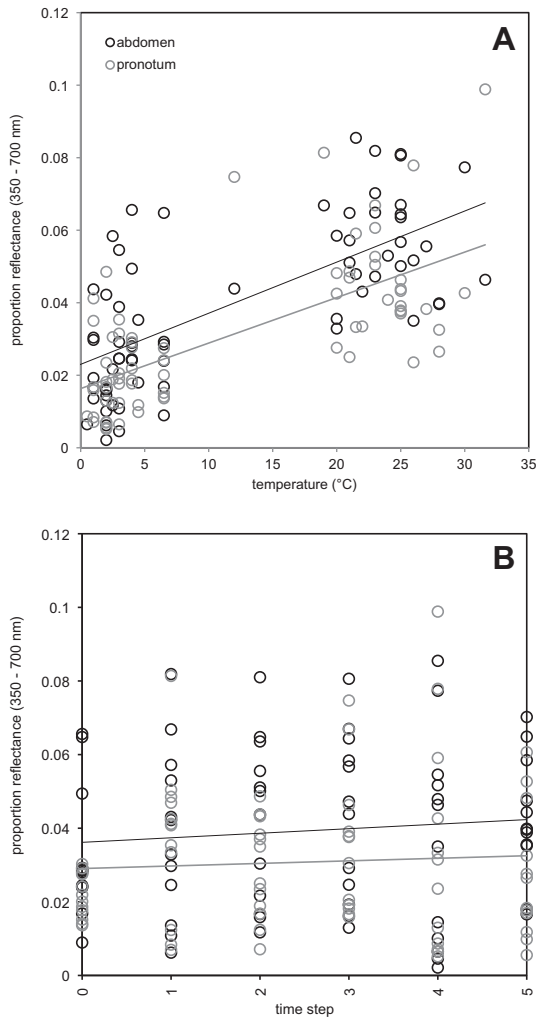 0.12
A
abdomen
pronotum
0.1
0.08
0.06
0.04
0.02
0
proportion reflectance (350 - 700 nm)
0 5 10 15 20 25 30 35
temperature (°C)
0.12
B
0.1
0.08
0.06
0.04
0.02
0
proportion reflectance (350 - 700 nm)
0 1 2 3 4 5
time step